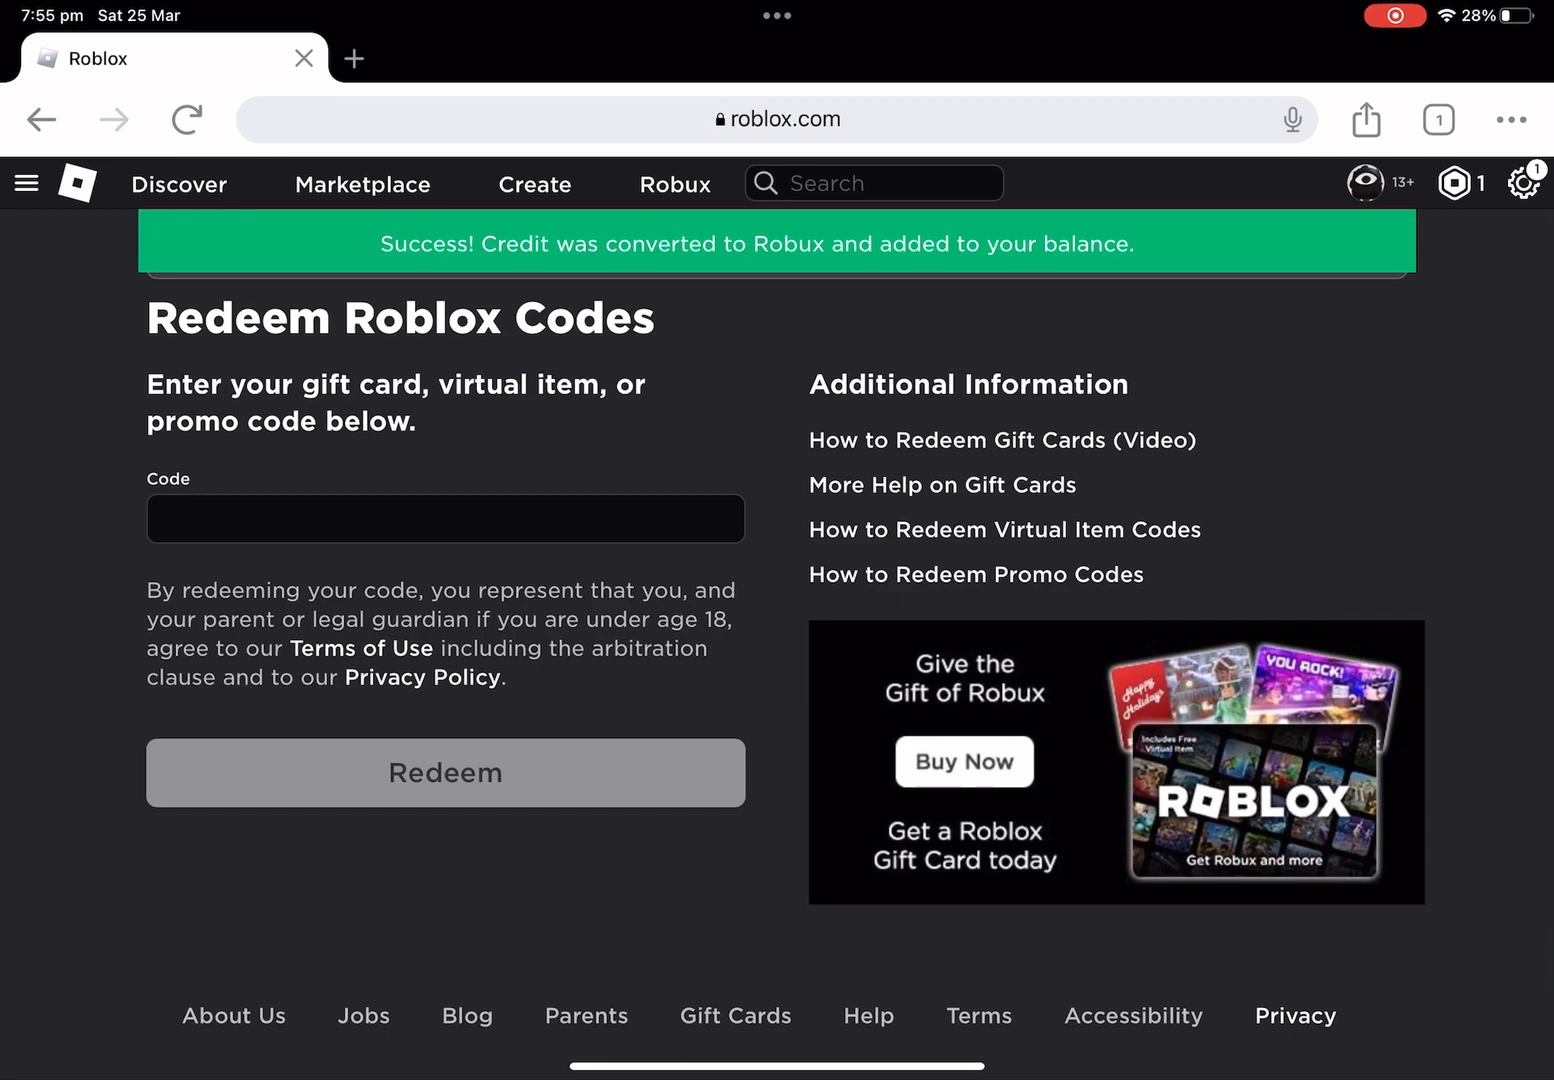 7:55 pm Sat 25 Mar
28%
Roblox
roblox.com
1
Discover
Marketplace
Create
Robux
Search
13+
1
1
Success! Credit was converted to Robux and added to your balance.
Redeem Roblox Codes
Enter your gift card, virtual item, or
promo code below.
Code
By redeeming your code, you represent that you, and
your parent or legal guardian if you are under age 18,
agree to our Terms of Use including the arbitration
clause and to our Privacy Policy.
Redeem
Additional Information
How to Redeem Gift Cards (Video)
More Help on Gift Cards
How to Redeem Virtual Item Codes
How to Redeem Promo Codes
Give the
Gift of Robux
Buy Now
Get a Roblox
Gift Card today
Happy
Holidays
YOU ROCK!
Includes Free
Virtual Item
ROBLOX
Get Robux and more
About Us
Jobs
Blog
Parents
Gift Cards
Help
Terms
Accessibility
Privacy